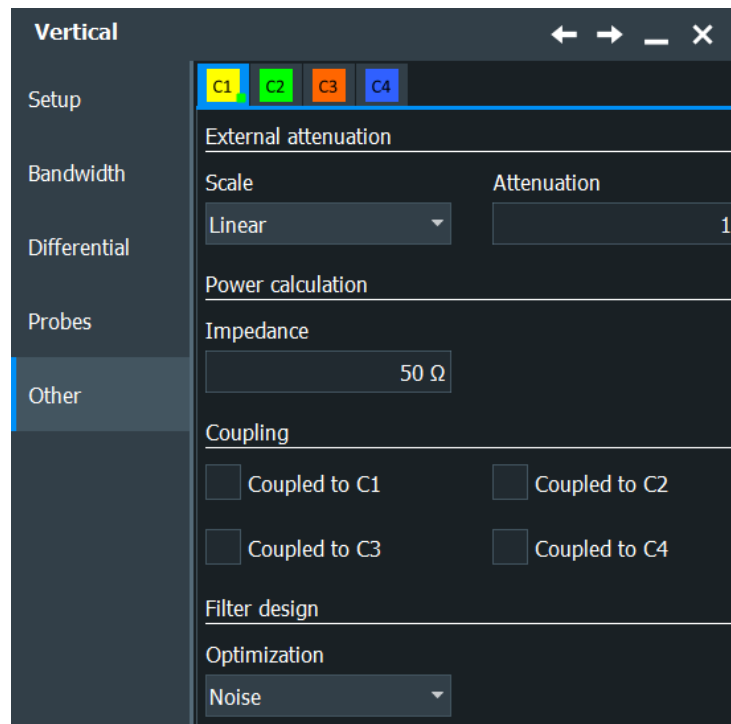 Vertical
Setup
Bandwidth
Differential
Probes
Other
C1 C2 C3 C4
External attenuation
Scale Attenuation
Linear 1
Power calculation
Impedance
50 Ω
Coupling
Coupled to C1 Coupled to C2
Coupled to C3 Coupled to C4
Filter design
Optimization
Noise